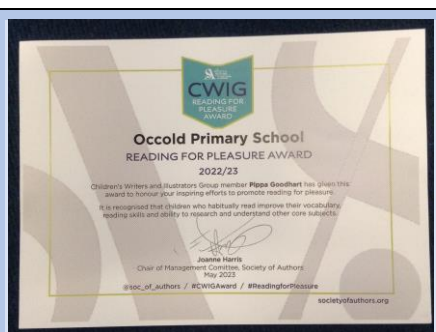 CWIG
READING FOR
PLEASURE
AWARD
Occold Primary School
READING FOR PLEASURE AWARD
2022/23
Children's Writers and Illustrators Group member Pippa Goodhart has given this
award to honour your inspiring efforts to promote reading for pleasure.
It is recognised that children who habitually read improve their vocabulary,
reading skills and ability to research and understand other core subjects.
Joanne Harris
Chair of Management Comittee, Society of Authors
May 2023
@soc_of_authors / #CWIGAward / #ReadingforPleasure
societyofauthors.org